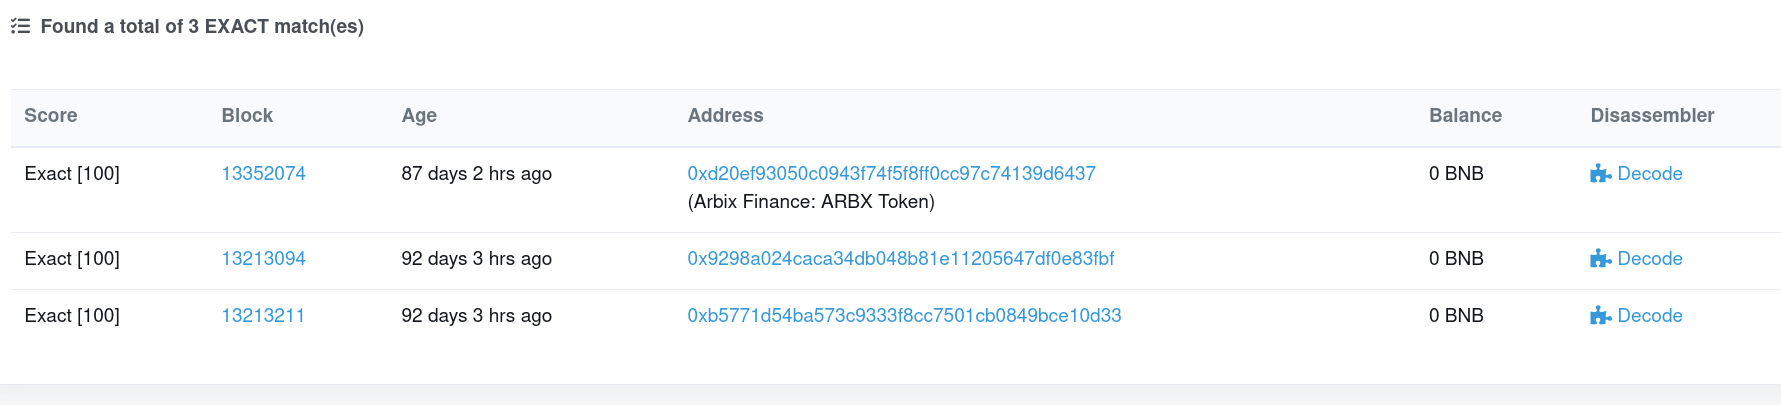 Found a total of 3 EXACT match(es)
Score Block Age Address Balance Disassembler
Exact [100] 13352074 87 days 2 hrs ago 0xd20ef93050c0943f74f5f8ff0cc97c74139d6437 0 BNB Decode
(Arbix Finance: ARBX Token)
Exact [100] 13213094 92 days 3 hrs ago 0x9298a024caca34db048b81e11205647df0e83fbf 0 BNB Decode
Exact [100] 13213211 92 days 3 hrs ago 0xb5771d54ba573c9333f8cc7501cb0849bce10d33 0 BNB Decode